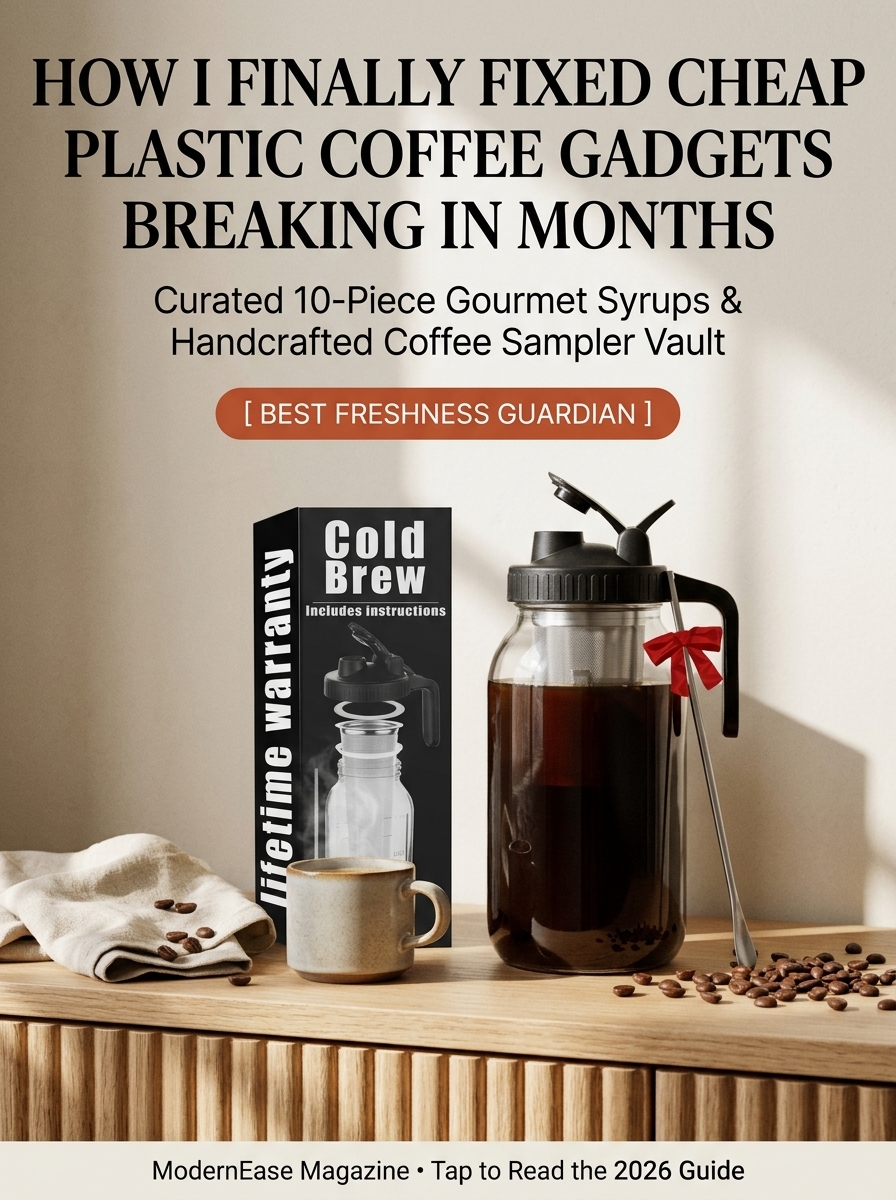 HOW I FINALLY FIXED CHEAP
PLASTIC COFFEE GADGETS
BREAKING IN MONTHS
Curated 10-Piece Gourmet Syrups &
Handcrafted Coffee Sampler Vault
[ BEST FRESHNESS GUARDIAN ]
lifetime warranty
Cold
Brew
Includes instructions
ModernEase Magazine • Tap to Read the 2026 Guide